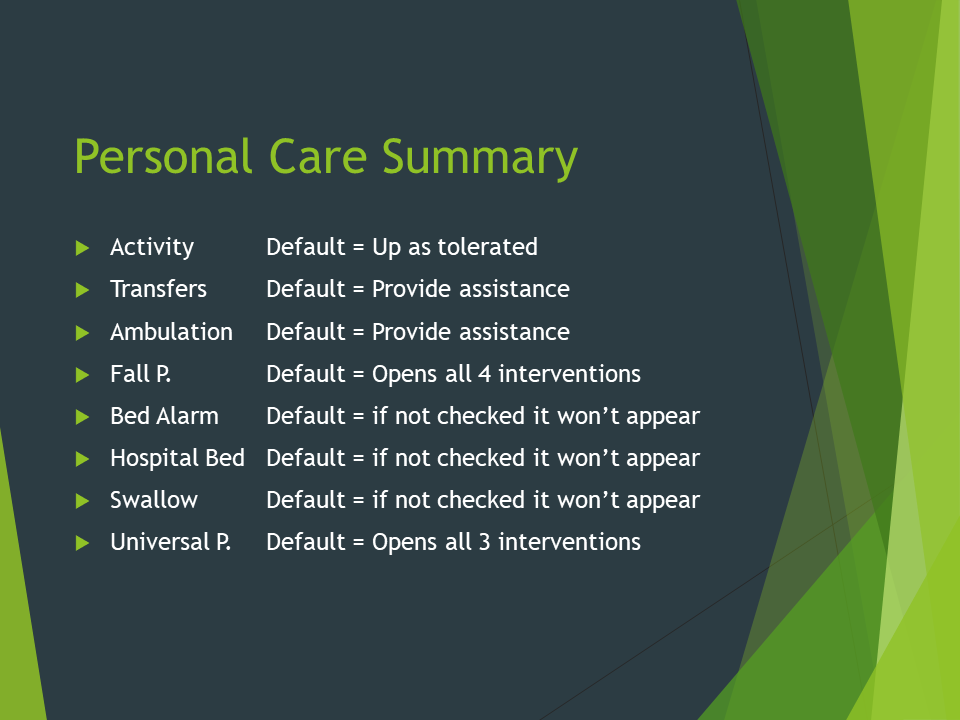 Personal Care Summary
Activity Default = Up as tolerated
Transfers Default = Provide assistance
Ambulation Default = Provide assistance
Fall P. Default = Opens all 4 interventions
Bed Alarm Default = if not checked it won’t appear
Hospital Bed Default = if not checked it won’t appear
Swallow Default = if not checked it won’t appear
Universal P. Default = Opens all 3 interventions